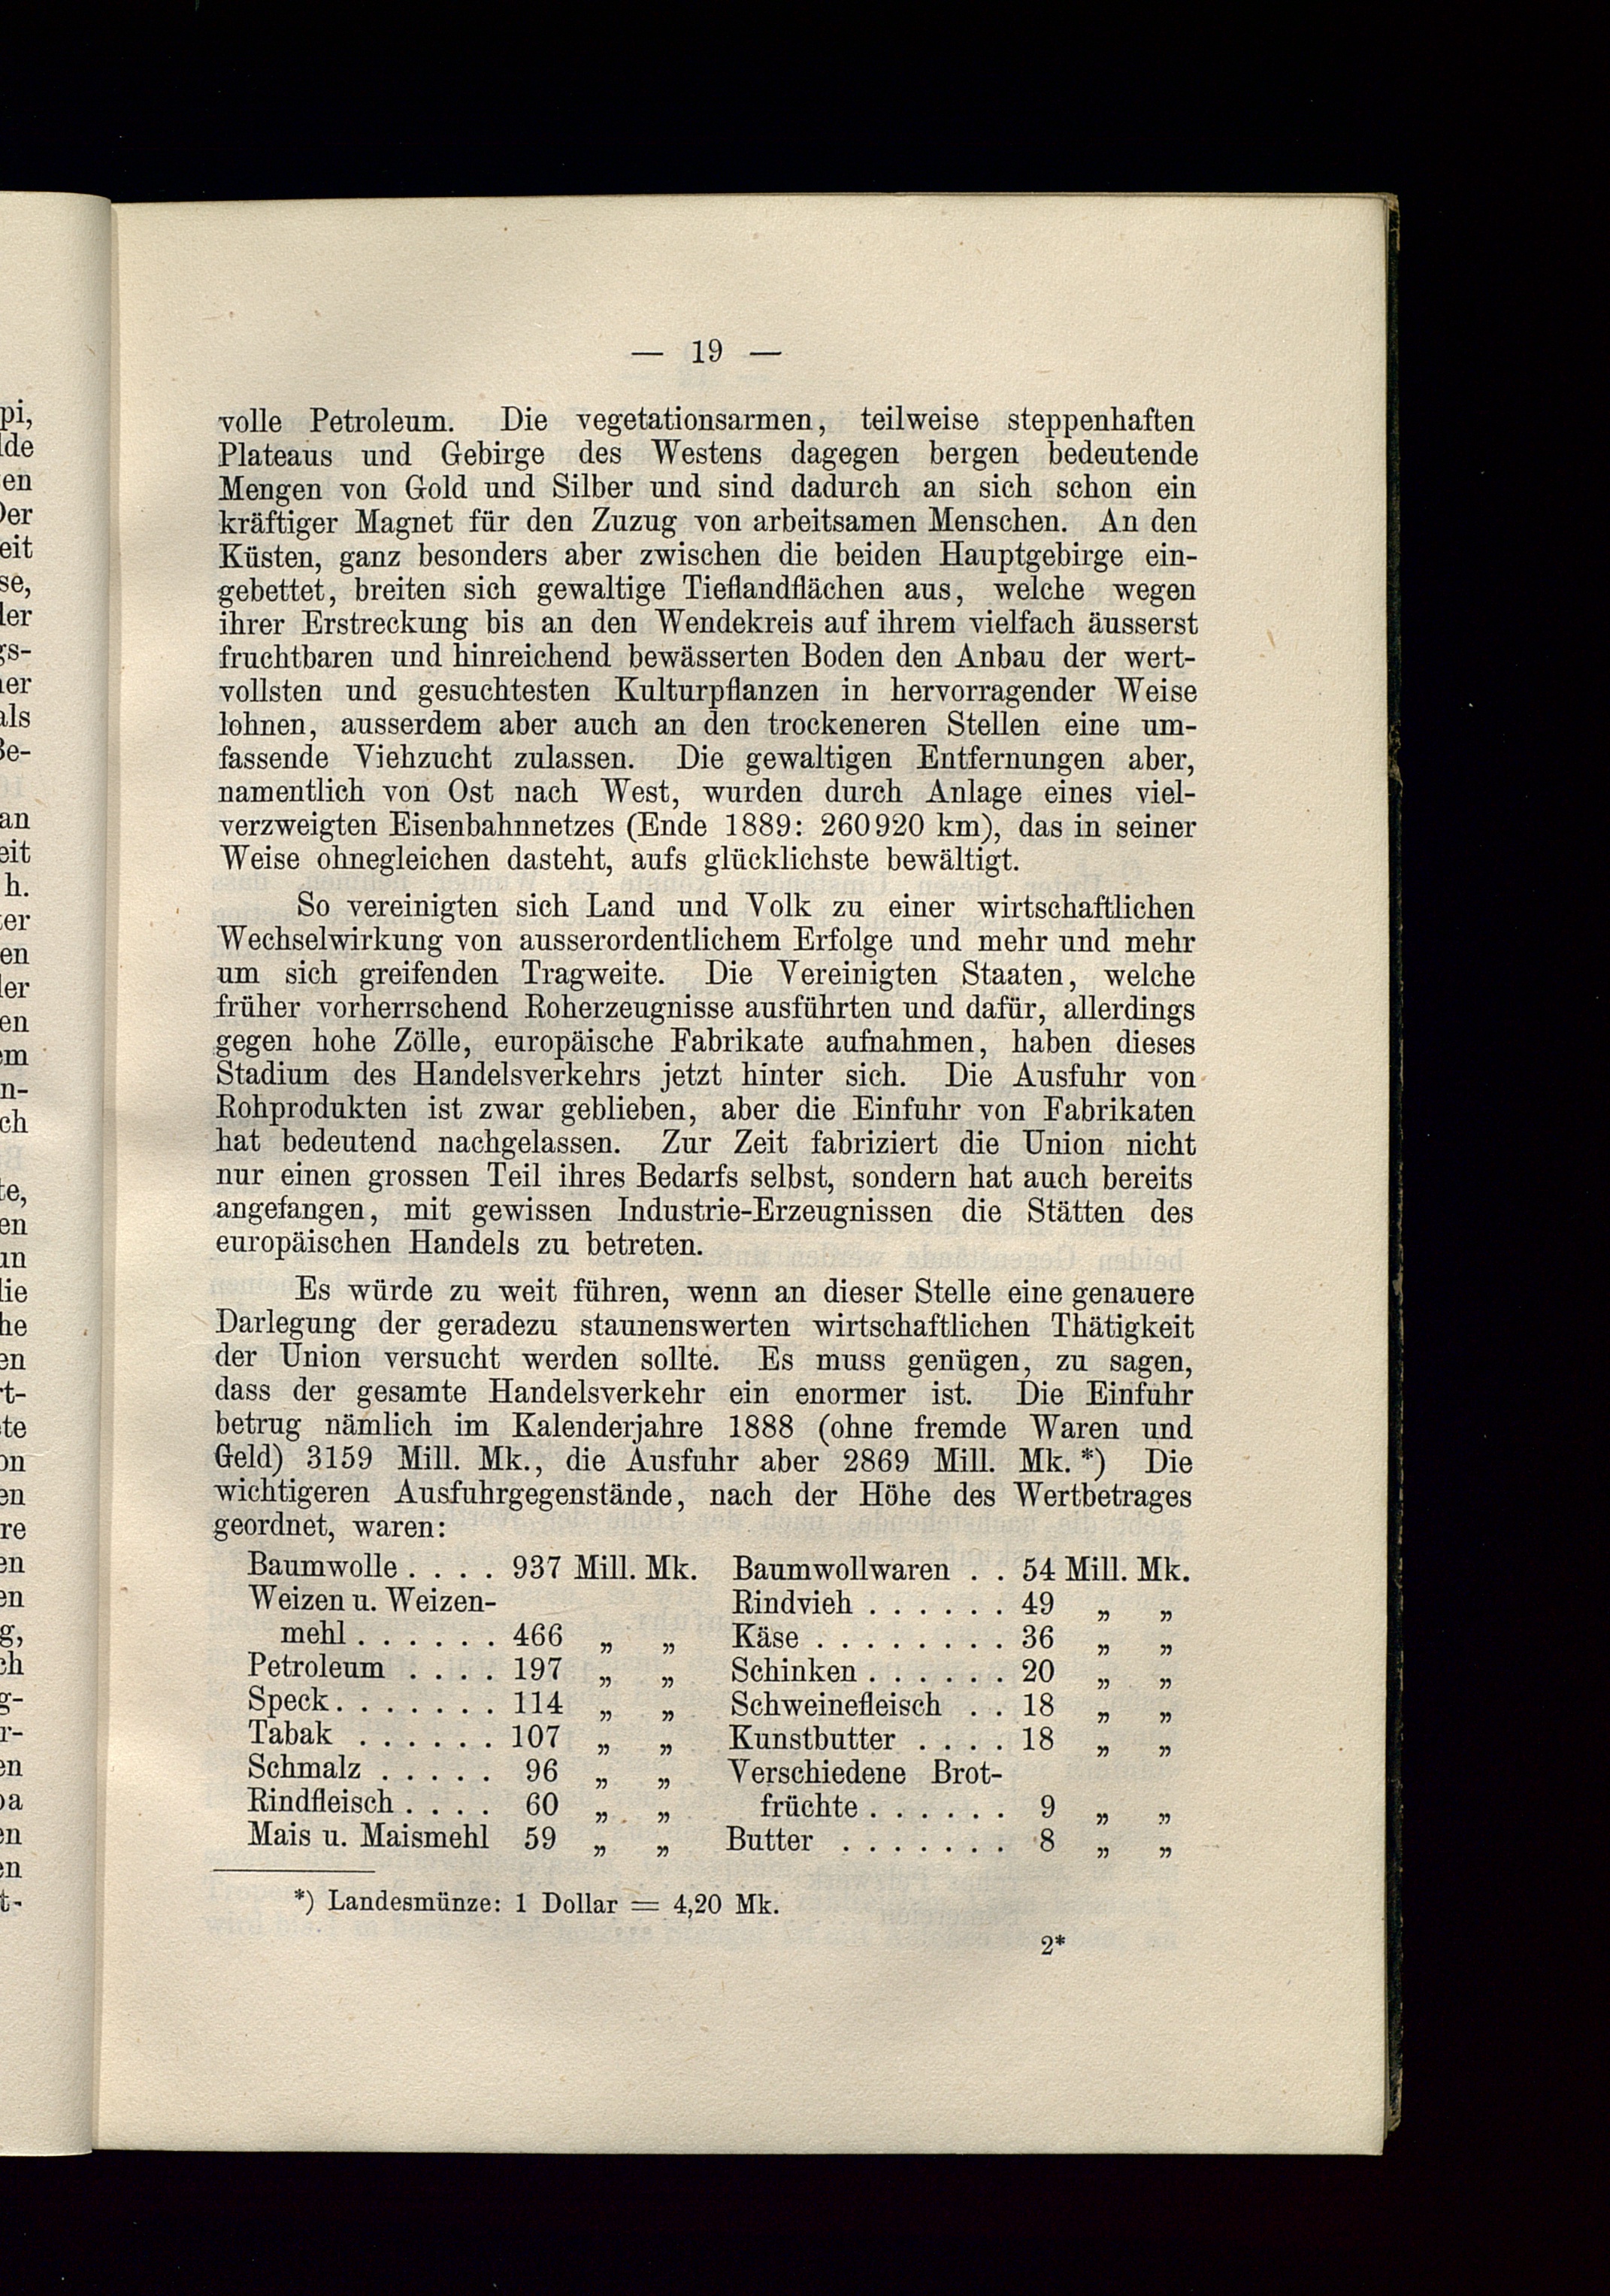 — 19 —
volle Petroleum. Die vegetationsarmen, teilweise steppenhaften
Plateaus und Gebirge des Westens dagegen bergen bedeutende
Mengen von Gold und Silber und sind dadurch an sich schon ein
kräftiger Magnet für den Zuzug von arbeitsamen Menschen. An den
Küsten, ganz besonders aber zwischen die beiden Hauptgebirge ein-
gebettet, breiten sich gewaltige Tieflandflächen aus, welche wegen
ihrer Erstreckung bis an den Wendekreis auf ihrem vielfach äusserst
fruchtbaren und hinreichend bewässerten Boden den Anbau der wert-
vollsten und gesuchtesten Kulturpflanzen in hervorragender Weise
lohnen, ausserdem aber auch an den trockeneren Stellen eine um-
fassende Viehzucht zulassen. Die gewaltigen Entfernungen aber,
namentlich von Ost nach West, wurden durch Anlage eines viel-
verzweigten Eisenbahnnetzes (Ende 1889: 260920 km), das in seiner
Weise ohnegleichen dasteht, aufs glücklichste bewältigt.
So vereinigten sich Land und Volk zu einer wirtschaftlichen
Wechselwirkung von ausserordentlichem Erfolge und mehr und mehr
um sich greifenden Tragweite. Die Vereinigten Staaten, welche
früher vorherrschend Roherzeugnisse ausführten und dafür, allerdings
gegen hohe Zölle, europäische Fabrikate aufnahmen, haben dieses
Stadium des Handelsverkehrs jetzt hinter sich. Die Ausfuhr von
Rohprodukten ist zwar geblieben, aber die Einfuhr von Fabrikaten
hat bedeutend nachgelassen. Zur Zeit fabriziert die Union nicht
nur einen grossen Teil ihres Bedarfs selbst, sondern hat auch bereits
angefangen, mit gewissen Industrie-Erzeugnissen die Stätten des
europäischen Handels zu betreten.
Es würde zu weit führen, wenn an dieser Stelle eine genauere
Darlegung der geradezu staunenswerten wirtschaftlichen Thätigkeit
der Union versucht werden sollte. Es muss genügen, zu sagen,
dass der gesamte Handelsverkehr ein enormer ist. Die Einfuhr
betrug nämlich im Kalenderjahre 1888 (ohne fremde Waren und
Geld) 3159 Mill. Mk., die Ausfuhr aber 2869 Mill. Mk.*) Die
wichtigeren Ausfuhrgegenstände, nach der Höhe des Wertbetrages
geordnet, waren:
Baumwolle . . . . 937 Mill. Mk.
Weizen u. Weizen-
mehl . . . . . . 466 „ „
Petroleum . . . . 197 „ „
Speck . . . . . . . 114 „ „
Tabak . . . . . . 107 „ „
Schmalz . . . . . 96 „ „
Rindfleisch . . . . 60 „ „
Mais u. Maismehl 59 „ „
Baumwollwaren . . 54 Mill. Mk.
Rindvieh . . . . . . 49 „ „
Käse . . . . . . . . 36 „ „
Schinken . . . . . . 20 „ „
Schweinefleisch . . 18 „ „
Kunstbutter . . . . 18 „ „
Verschiedene Brot-
früchte . . . . . . 9 „ „
Butter . . . . . . . 8 „ „
*) Landesmünze: 1 Dollar = 4,20 Mk.
2*